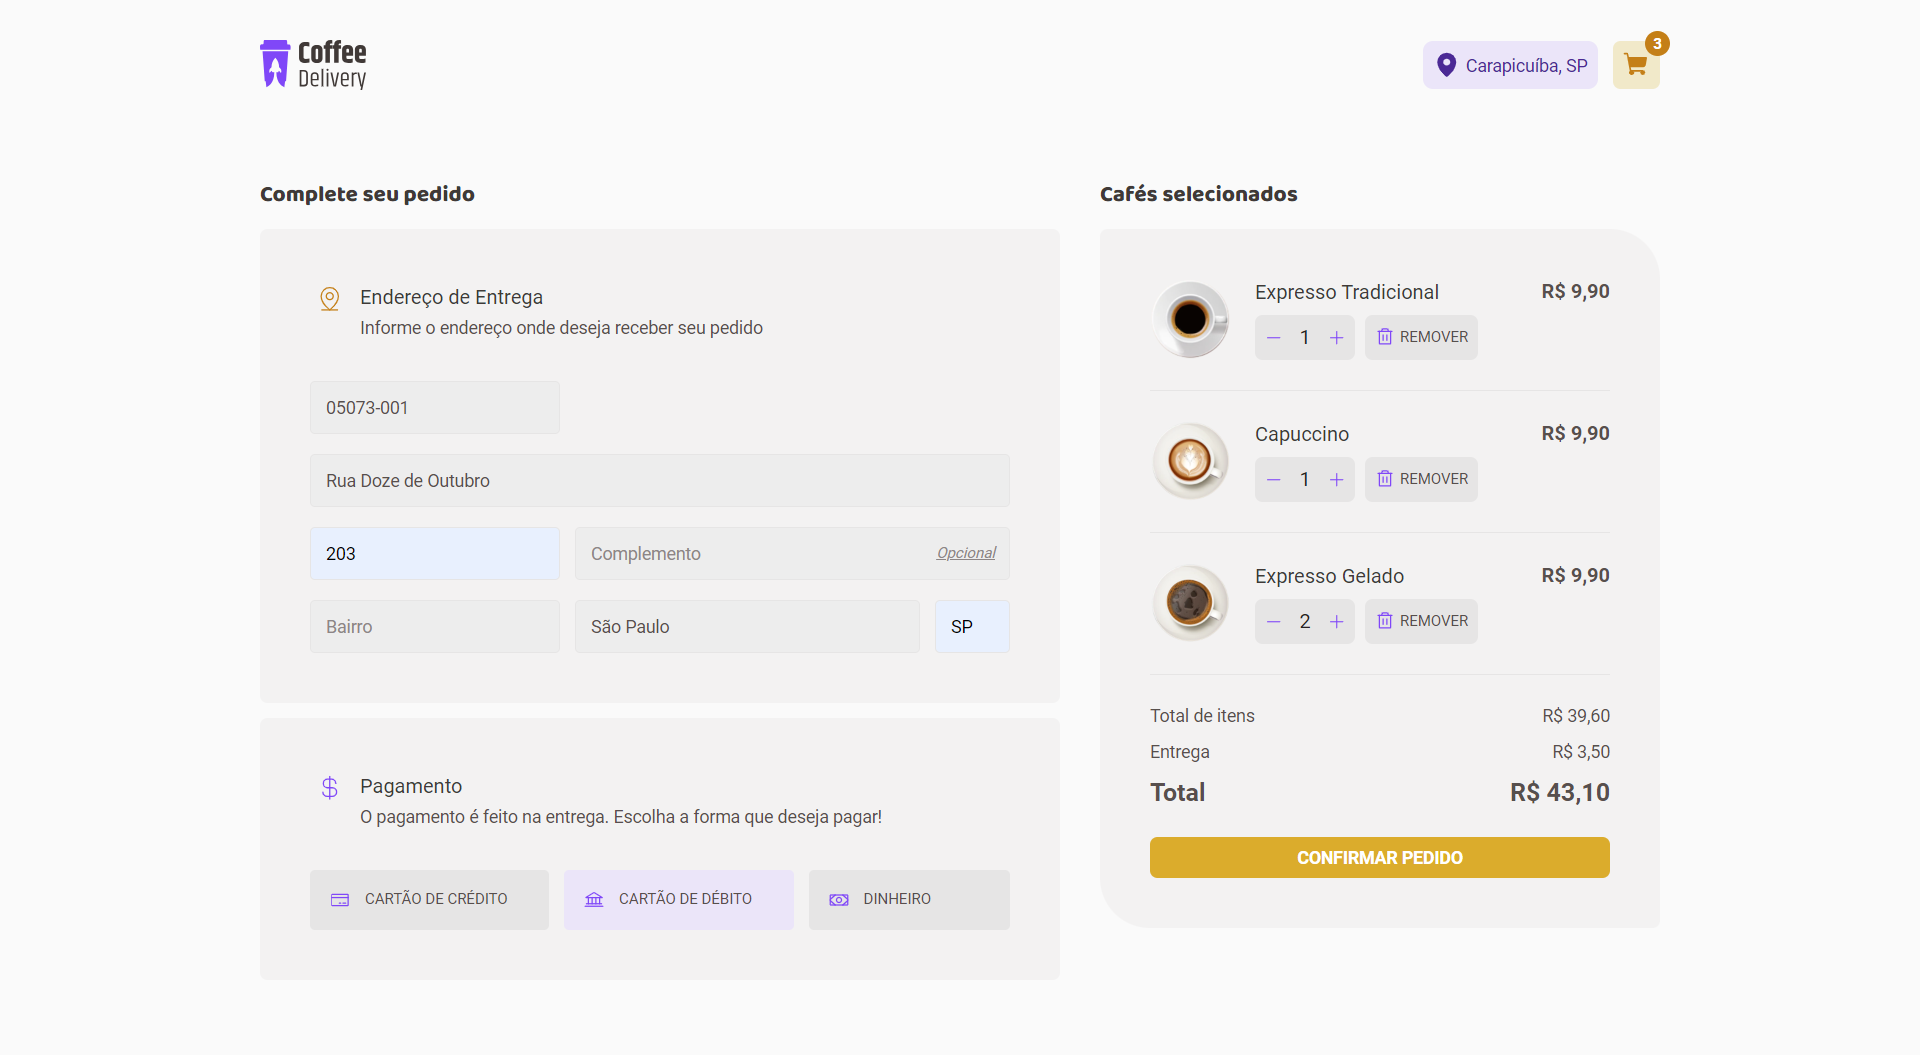 Coffee
Delivery
Carapicuíba, SP
3
Complete seu pedido
Endereço de Entrega
Informe o endereço onde deseja receber seu pedido
05073-001
Rua Doze de Outubro
203
Complemento
Opcional
Bairro
São Paulo
SP
Pagamento
O pagamento é feito na entrega. Escolha a forma que deseja pagar!
CARTÃO DE CRÉDITO
CARTÃO DE DÉBITO
DINHEIRO
Cafés selecionados
Expresso Tradicional
R$ 9,90
1
REMOVER
Capuccino
R$ 9,90
1
REMOVER
Expresso Gelado
R$ 9,90
2
REMOVER
Total de itens
R$ 39,60
Entrega
R$ 3,50
Total
R$ 43,10
CONFIRMAR PEDIDO